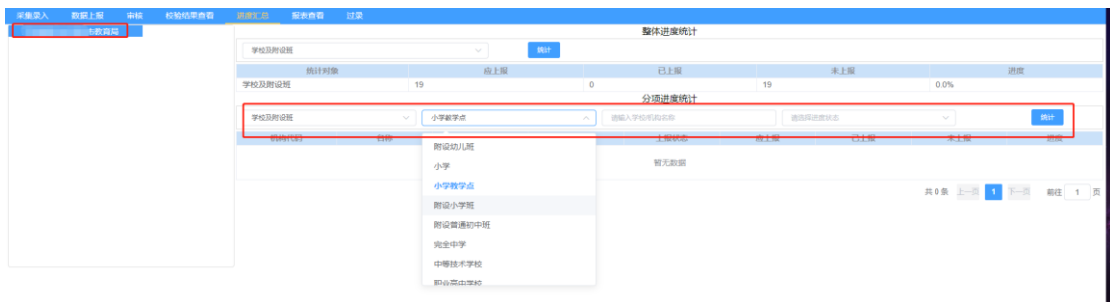 采集录入 数据上报 审核 校验结果查看 进度汇总 报表查看 过录
教育局
整体进度统计
学校及附设班 统计
统计对象 应上报 已上报 未上报 进度
学校及附设班 19 0 19 0.0%
分项进度统计
学校及附设班 小学教学点 请输入学校/机构名称 请选择进度状态 统计
机构代码 名称 上报状态 应上报 已上报 未上报 进度
附设幼儿班
暂无数据
小学
小学教学点
共 0 条 上一页 1 下一页 前往 1 页
附设小学班
附设普通初中班
完全中学
中等技术学校
职业高中学校